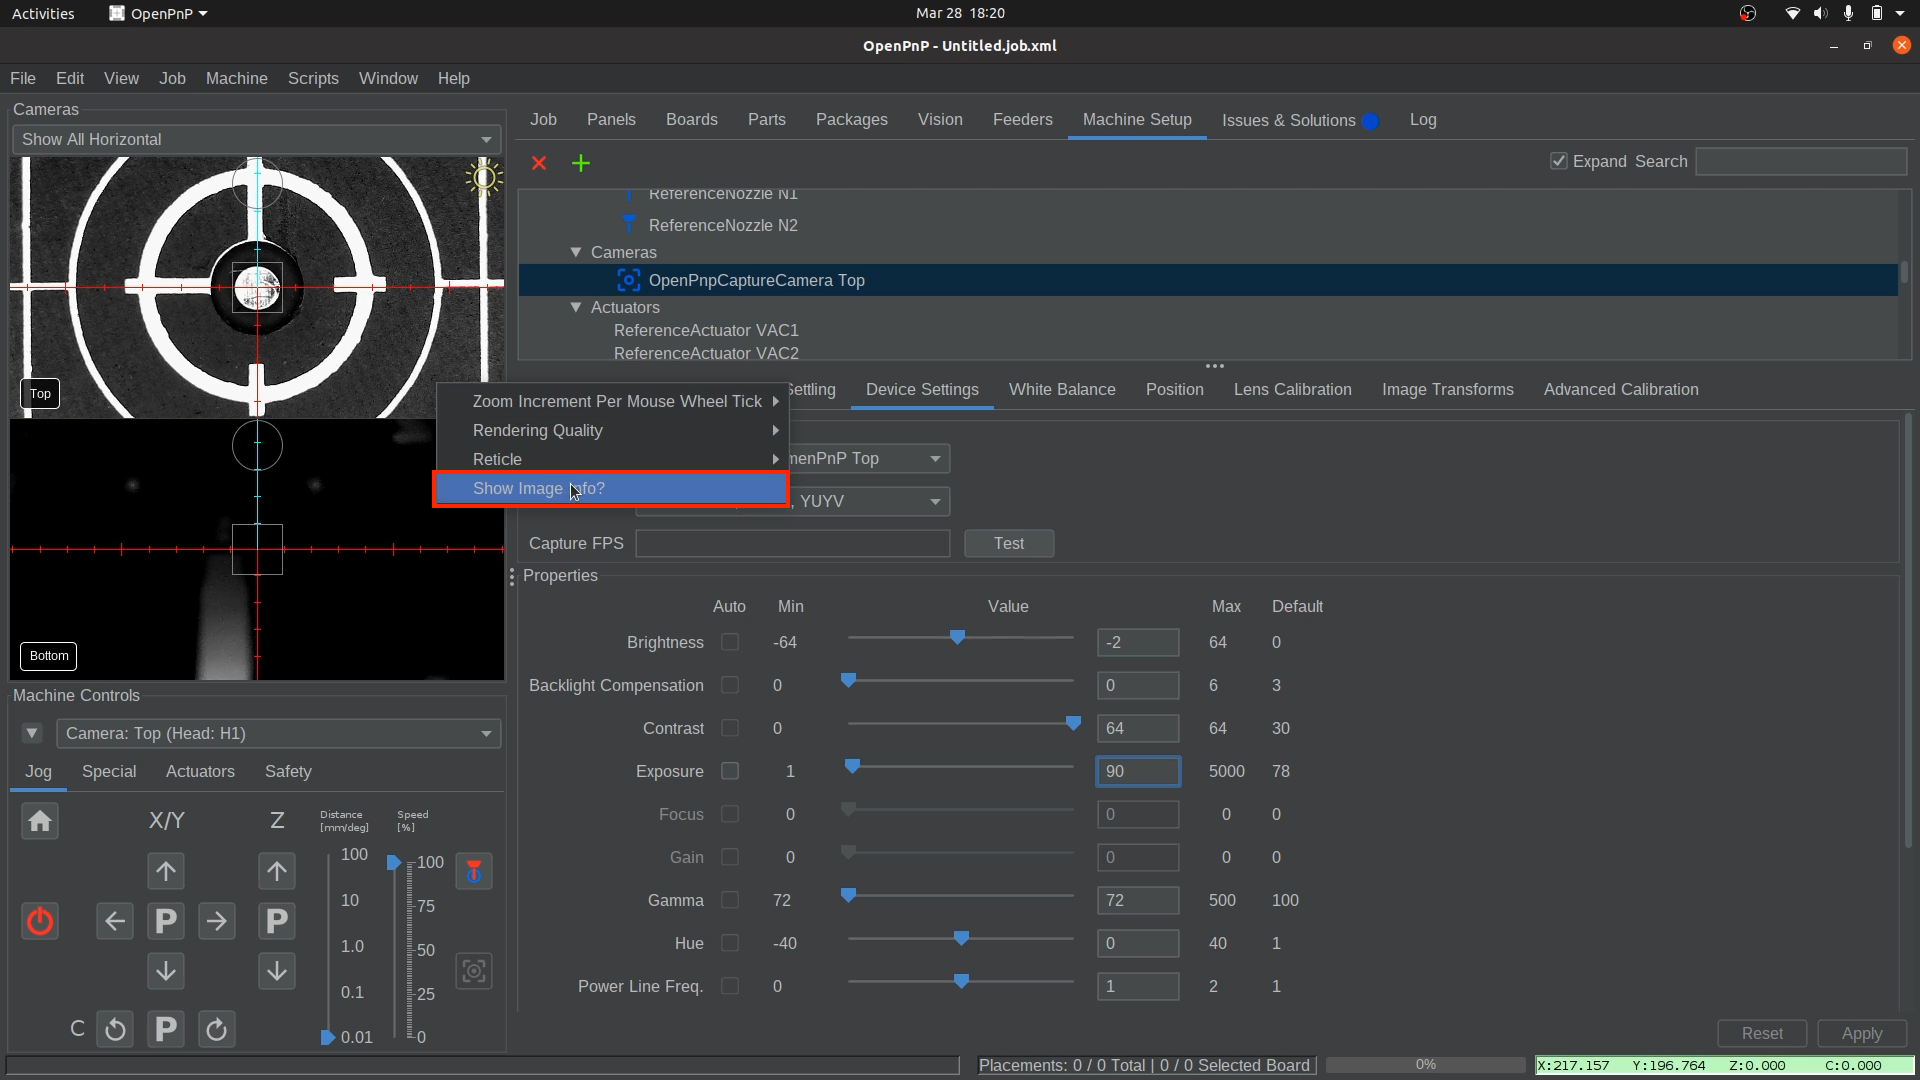 Activities OpenPnP Mar 28 18:20
OpenPnP - Untitled.job.xml
File Edit View Job Machine Scripts Window Help
Cameras
Show All Horizontal
Top
Bottom
Job Panels Boards Parts Packages Vision Feeders Machine Setup Issues & Solutions Log
Expand Search
ReferenceNozzle N1
ReferenceNozzle N2
Cameras
OpenPnpCaptureCamera Top
Actuators
ReferenceActuator VAC1
ReferenceActuator VAC2
Zoom Increment Per Mouse Wheel Tick
Rendering Quality
Reticle
Show Image Info?
Settling Device Settings White Balance Position Lens Calibration Image Transforms Advanced Calibration
menPnP Top
, YUYV
Capture FPS Test
Properties
Auto Min Value Max Default
Brightness -64 -2 64 0
Backlight Compensation 0 0 6 3
Contrast 0 64 64 30
Exposure 1 90 5000 78
Focus 0 0 0 0
Gain 0 0 0 0
Gamma 72 72 500 100
Hue -40 0 40 1
Power Line Freq. 0 1 2 1
Reset Apply
Machine Controls
Camera: Top (Head: H1)
Jog Special Actuators Safety
X/Y Z Distance [mm/deg] Speed [%]
100 100
10 75
P P
1.0 50
0.1 25
C P 0.01 0
Placements: 0 / 0 Total | 0 / 0 Selected Board 0% X:217.157 Y:196.764 Z:0.000 C:0.000